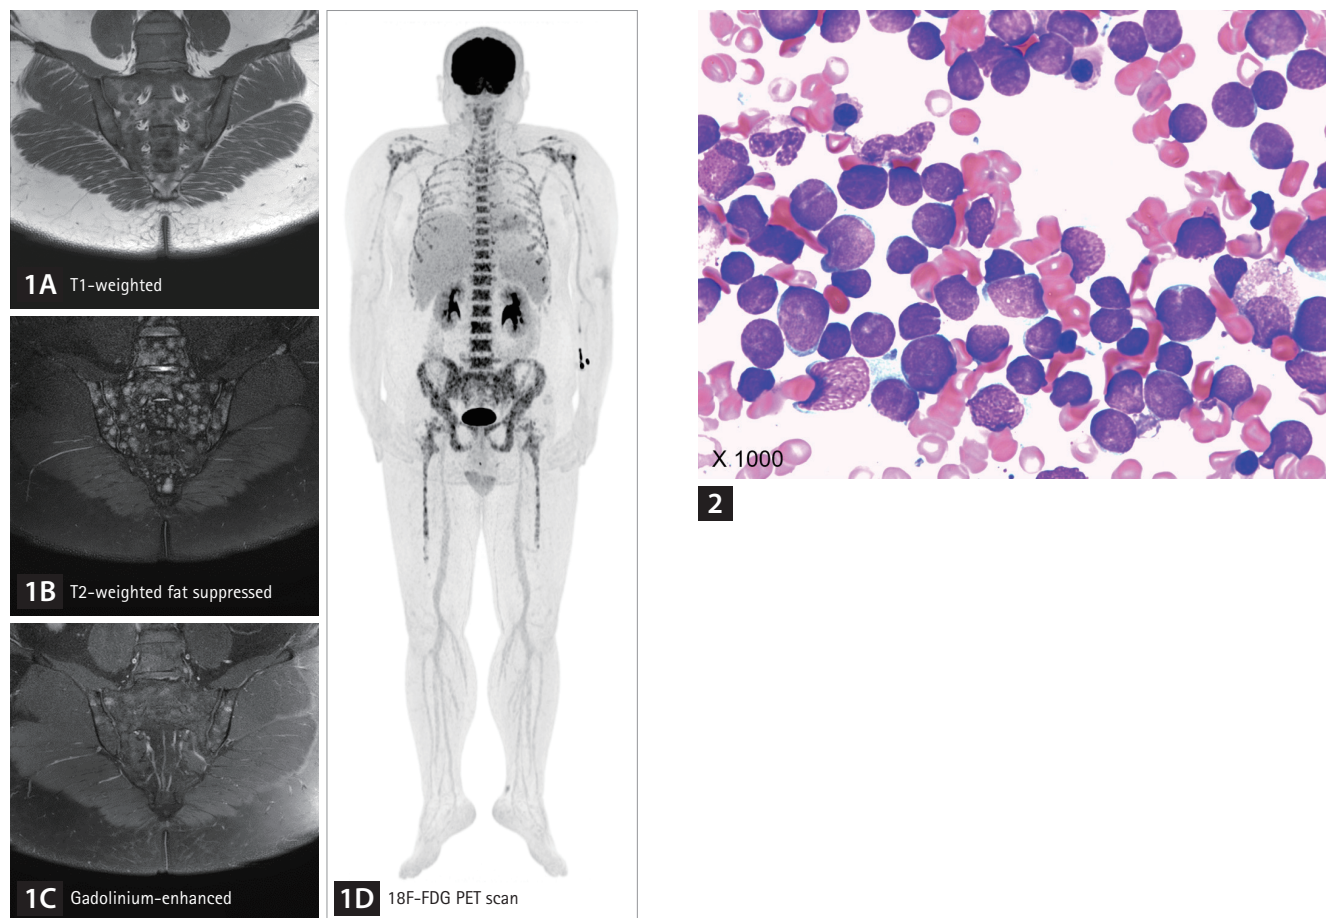 1A T1-weighted
1B T2-weighted fat suppressed
1C Gadolinium-enhanced
1D 18F-FDG PET scan
X 1000
2